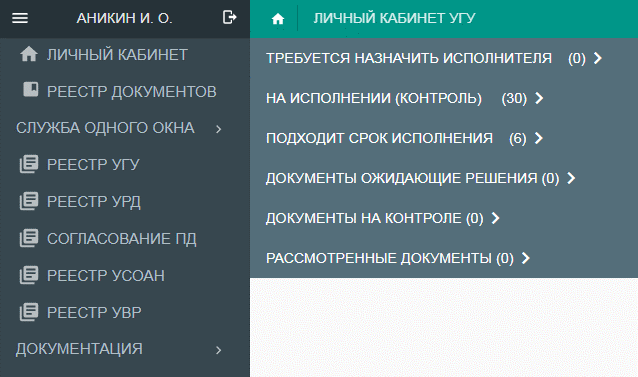 АНИКИН И. О.
ЛИЧНЫЙ КАБИНЕТ
РЕЕСТР ДОКУМЕНТОВ
СЛУЖБА ОДНОГО ОКНА
РЕЕСТР УГУ
РЕЕСТР УРД
СОГЛАСОВАНИЕ ПД
РЕЕСТР УСОАН
РЕЕСТР УВР
ДОКУМЕНТАЦИЯ
ЛИЧНЫЙ КАБИНЕТ УГУ
ТРЕБУЕТСЯ НАЗНАЧИТЬ ИСПОЛНИТЕЛЯ (0)
НА ИСПОЛНЕНИИ (КОНТРОЛЬ) (30)
ПОДХОДИТ СРОК ИСПОЛНЕНИЯ (6)
ДОКУМЕНТЫ ОЖИДАЮЩИЕ РЕШЕНИЯ (0)
ДОКУМЕНТЫ НА КОНТРОЛЕ (0)
РАССМОТРЕННЫЕ ДОКУМЕНТЫ (0)